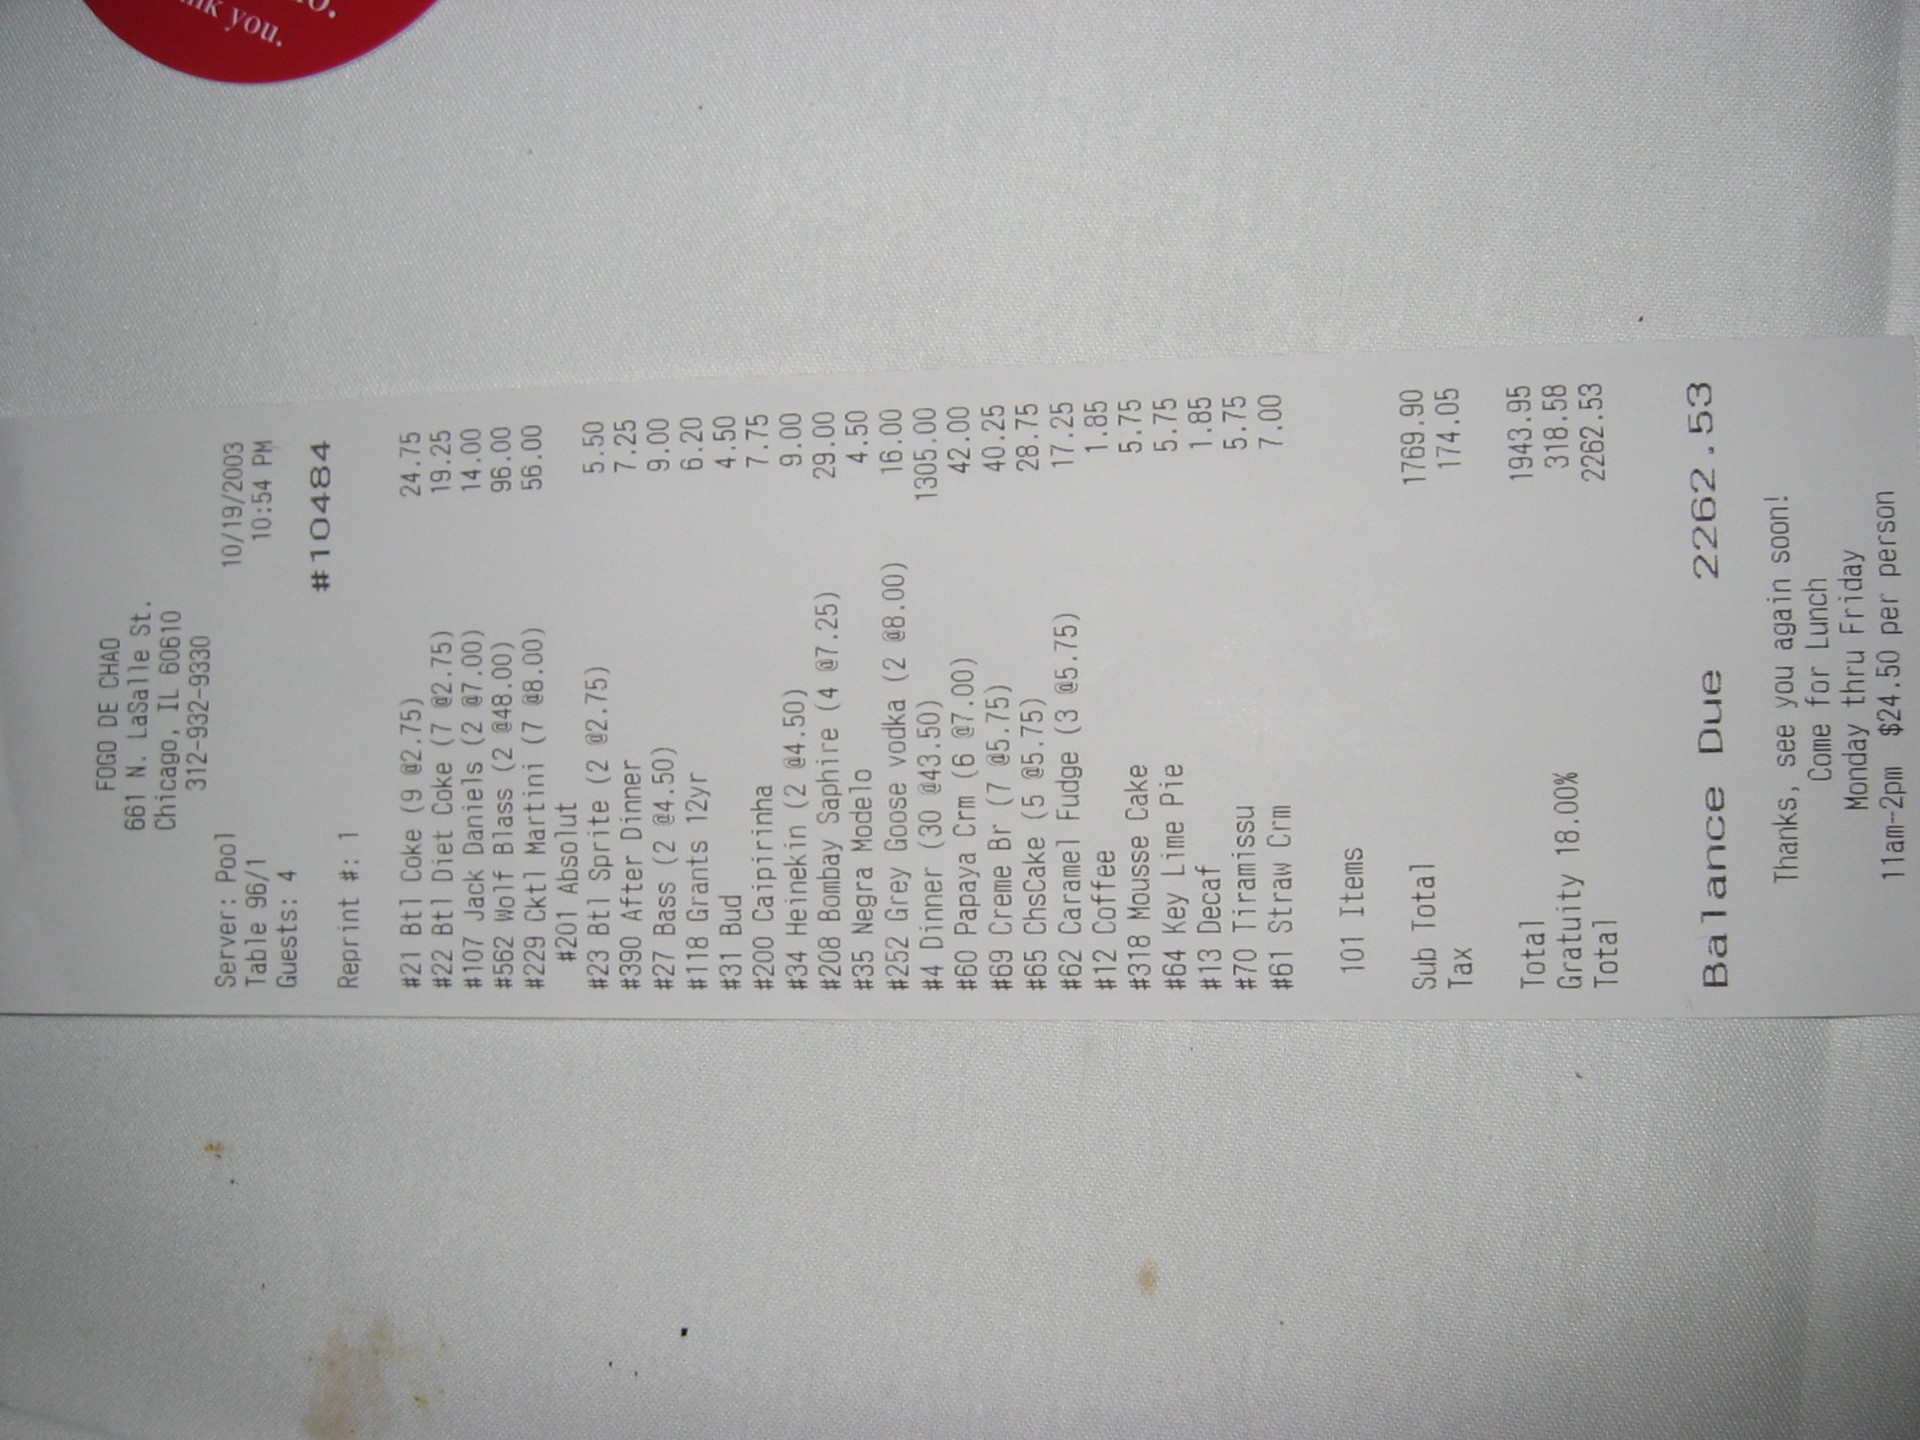 o.
nk you.
FOGO DE CHAO
661 N. LaSalle St.
Chicago, IL 60610
312-932-9330
Server: Pool 10/19/2003
Table 96/1 10:54 PM
Guests: 4
#10484
Reprint #: 1
#21 Btl Coke (9 @2.75) 24.75
#22 Btl Diet Coke (7 @2.75) 19.25
#107 Jack Daniels (2 @7.00) 14.00
#562 Wolf Blass (2 @48.00) 96.00
#229 Cktl Martini (7 @8.00) 56.00
#201 Absolut
#23 Btl Sprite (2 @2.75) 5.50
#390 After Dinner 7.25
#27 Bass (2 @4.50) 9.00
#118 Grants 12yr 6.20
#31 Bud 4.50
#200 Caipirinha 7.75
#34 Heinekin (2 @4.50) 9.00
#208 Bombay Saphire (4 @7.25) 29.00
#35 Negra Modelo 4.50
#252 Grey Goose vodka (2 @8.00) 16.00
#4 Dinner (30 @43.50) 1305.00
#60 Papaya Crm (6 @7.00) 42.00
#69 Creme Br (7 @5.75) 40.25
#65 ChsCake (5 @5.75) 28.75
#62 Caramel Fudge (3 @5.75) 17.25
#12 Coffee 1.85
#318 Mousse Cake 5.75
#64 Key Lime Pie 5.75
#13 Decaf 1.85
#70 Tiramissu 5.75
#61 Straw Crm 7.00
101 Items
Sub Total 1769.90
Tax 174.05
Total 1943.95
Gratuity 18.00% 318.58
Total 2262.53
Balance Due 2262.53
Thanks, see you again soon!
Come for Lunch
Monday thru Friday
11am-2pm $24.50 per person